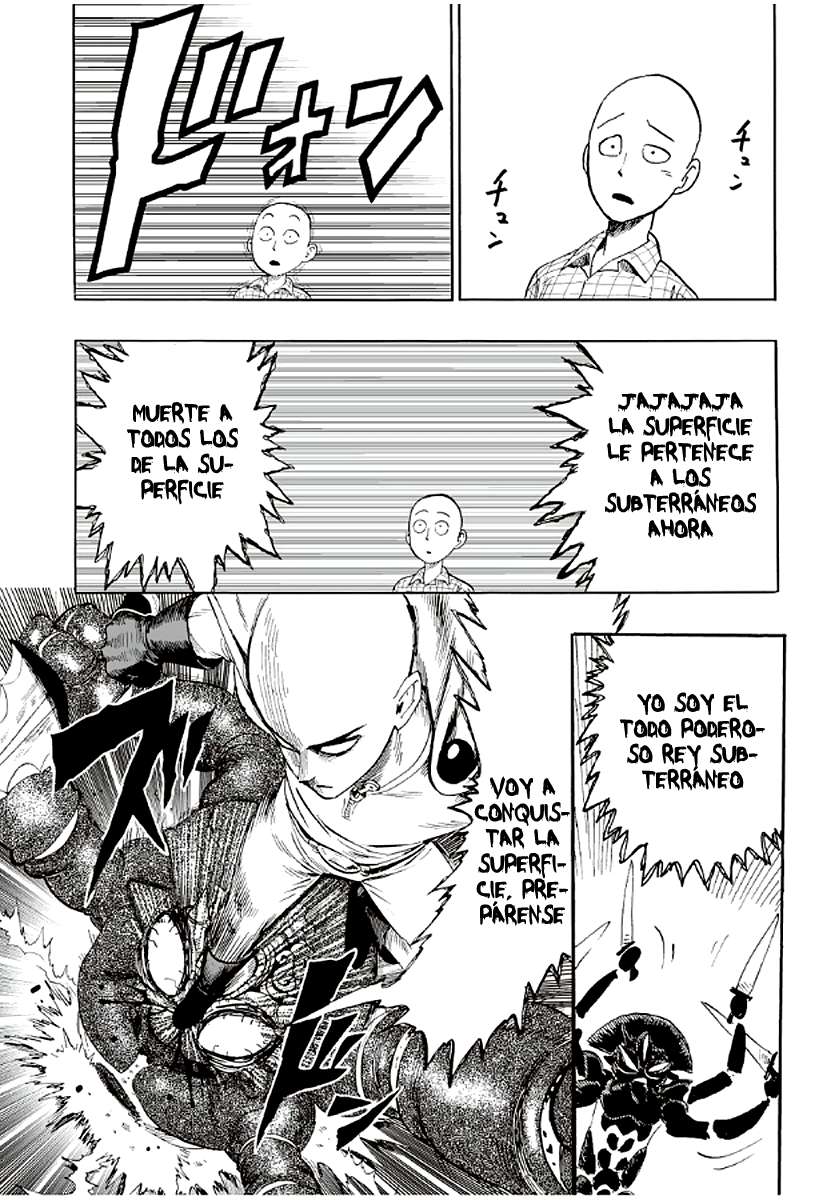 チュン
チュン
ドォン
JAJAJAJA
LA SUPERFICIE
LE PERTENECE
A LOS
SUBTERRÁNEOS
AHORA
MUERTE A
TODOS LOS
DE LA SU-
PERFICIE
YO SOY EL
TODO PODERO-
SO REY SUB-
TERRÁNEO
VOY A
CONQUIS-
TAR LA
SUPERFI-
CIE, PRE-
PÁRENSE
ズ
ド